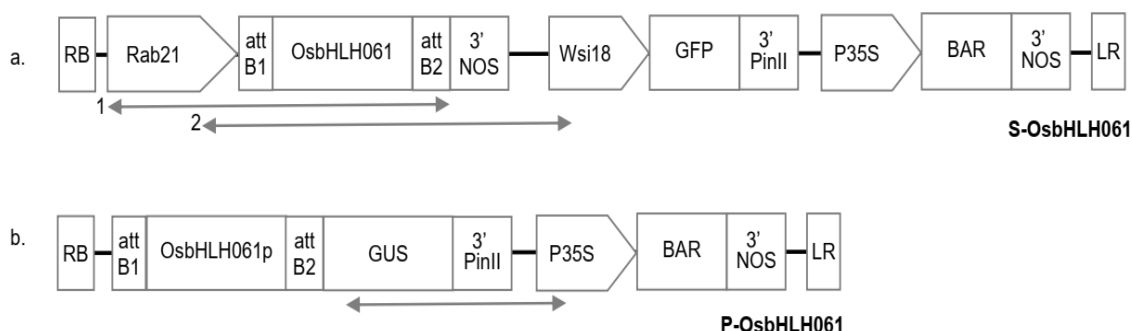 a. RB Rab21 att B1 OsbHLH061 att B2 3' NOS Wsi18 GFP 3' PinII P35S BAR 3' NOS LR
1
2
S-OsbHLH061
b. RB att B1 OsbHLH061p att B2 GUS 3' PinII P35S BAR 3' NOS LR
P-OsbHLH061